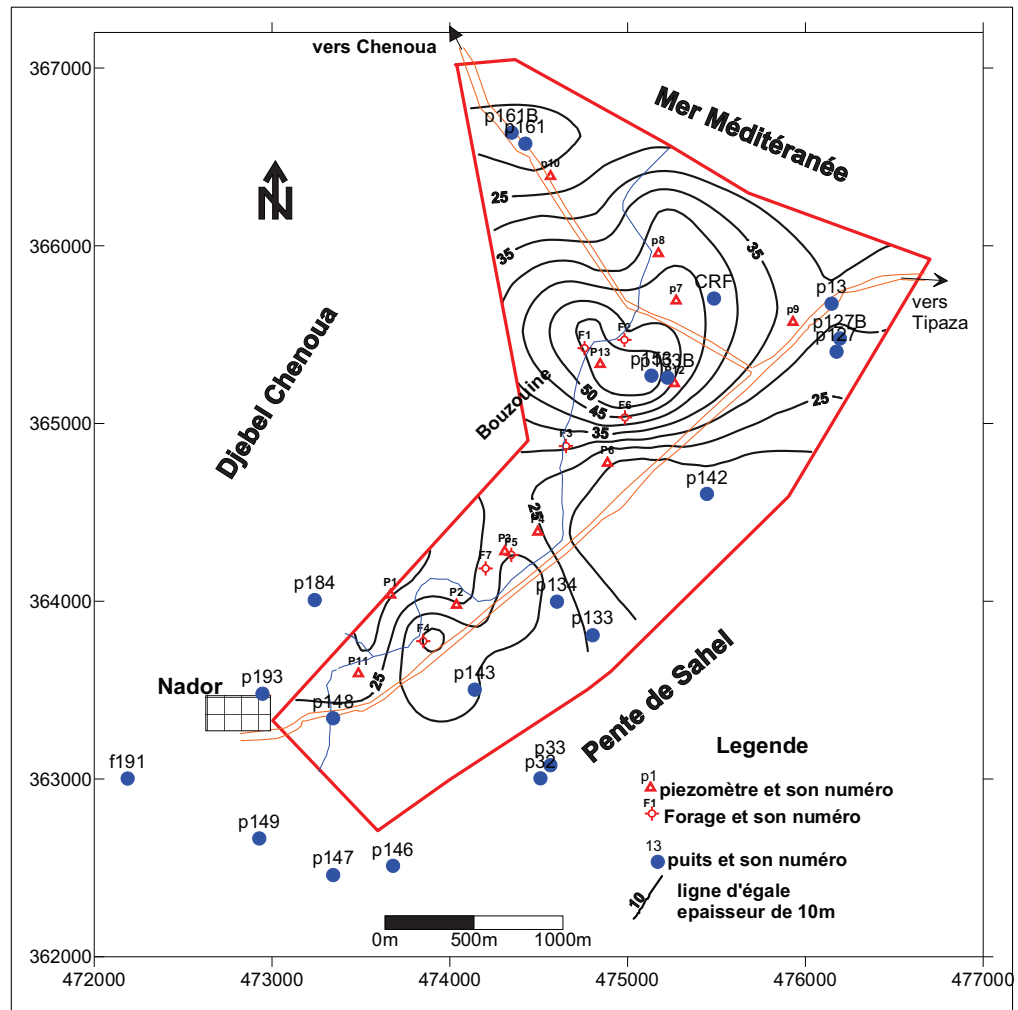 367000
366000
365000
364000
363000
362000
472000
473000
474000
475000
476000
477000
vers Chenoua
Mer Méditéranée
N
Djebel Chenoua
Bouzouine
Pente de Sahel
Nador
vers
Tipaza
p161B
p161
p10
25
35
35
p8
p7
CRF
p9
p13
p127B
p127
F1
F2
P13
p153
p133B
P12
50
45
35
25
F6
F3
P6
p142
25
P4
P3
F5
F7
P1
P2
F4
P11
25
p134
p133
p184
p193
p148
p143
f191
p149
p147
p146
p33
p32
Legende
p1
piezomètre et son numéro
F1
Forage et son numéro
13
puits et son numéro
10
ligne d'égale
epaisseur de 10m
0m
500m
1000m